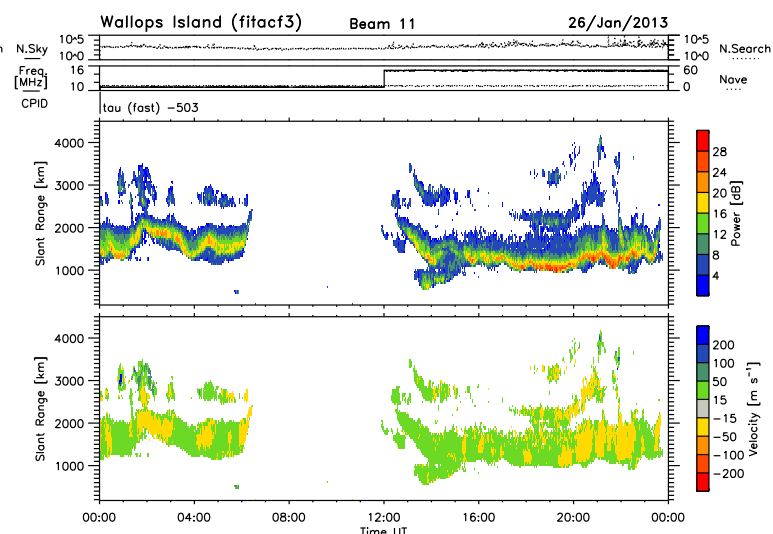 Wallops Island (fitacf3) Beam 11 26/Jan/2013
N.Sky 10^5 10^0 10^5 10^0 N.Search
Freq. [MHz] 16 10 60 0 Nave
CPID tau (fast) -503
Slant Range [km] 4000 3000 2000 1000
Power [dB] 28 24 20 16 12 8 4
Slant Range [km] 4000 3000 2000 1000
Velocity [m s⁻¹] 200 100 50 15 -15 -50 -100 -200
00:00 04:00 08:00 12:00 16:00 20:00 00:00
Time UT